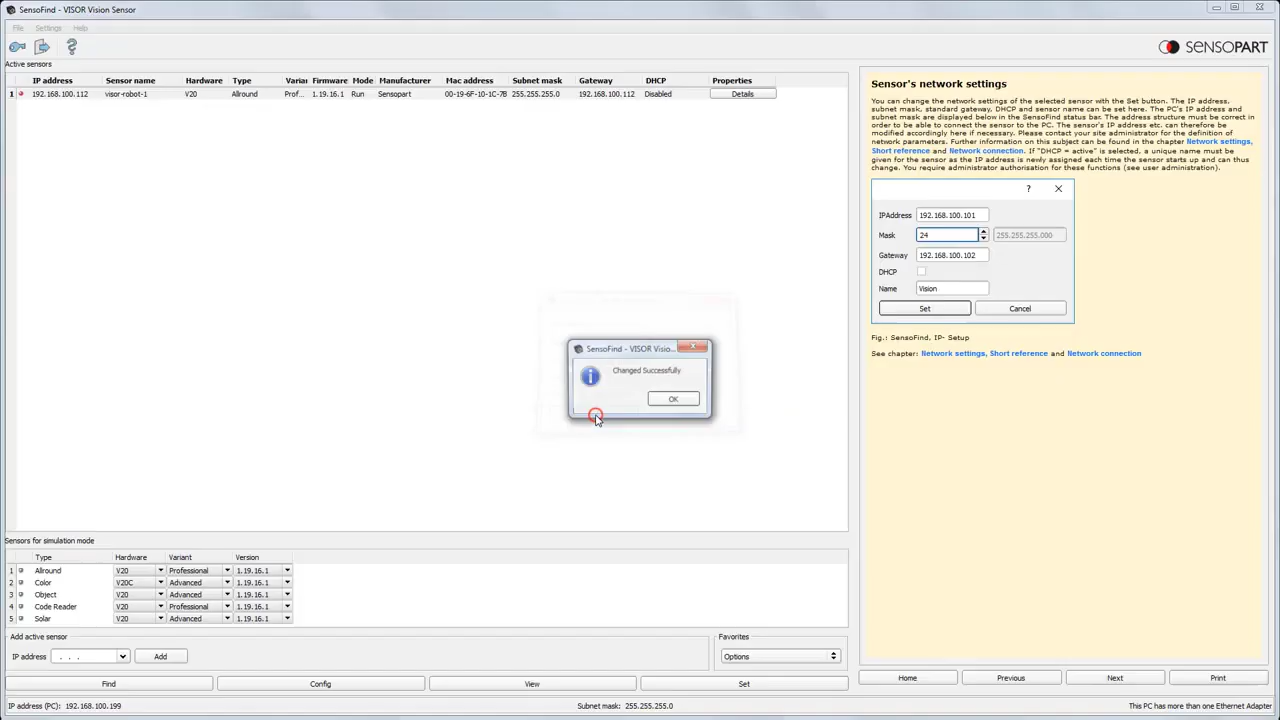 SensoFind - VISOR Vision Sensor
File Settings Help
SENSOPART
Active sensors
IP address Sensor name Hardware Type Variar Firmware Mode Manufacturer Mac address Subnet mask Gateway DHCP Properties
1 192.168.100.112 visor-robot-1 V20 Allround Prof... 1.19.16.1 Run Sensopart 00-19-6F-10-1C-7B 255.255.255.0 192.168.100.112 Disabled Details
Sensor's network settings
You can change the network settings of the selected sensor with the Set button. The IP address,
subnet mask, standard gateway, DHCP and sensor name can be set here. The PC's IP address and
subnet mask are displayed below in the SensoFind status bar. The address structure must be correct in
order to be able to connect the sensor to the PC. The sensor's IP address etc. can therefore be
modified accordingly here if necessary. Please contact your site administrator for the definition of
network parameters. Further information on this subject can be found in the chapter Network settings,
Short reference and Network connection. If "DHCP = active" is selected, a unique name must be
given for the sensor as the IP address is newly assigned each time the sensor starts up and can thus
change. You require administrator authorisation for these functions (see user administration).
?
IPAddress 192.168.100.101
Mask 24 255.255.255.000
Gateway 192.168.100.102
DHCP
Name Vision
Set Cancel
Fig.: SensoFind, IP- Setup
See chapter: Network settings, Short reference and Network connection
SensoFind - VISOR Visio...
Changed Successfully
OK
Sensors for simulation mode
Type Hardware Variant Version
1 Allround V20 Professional 1.19.16.1
2 Color V20C Advanced 1.19.16.1
3 Object V20 Advanced 1.19.16.1
4 Code Reader V20 Professional 1.19.16.1
5 Solar V20 Advanced 1.19.16.1
Add active sensor
IP address . . . Add
Favorites
Options
Find Config View Set
Home Previous Next Print
IP address (PC): 192.168.100.199 Subnet mask: 255.255.255.0 This PC has more than one Ethernet Adapter